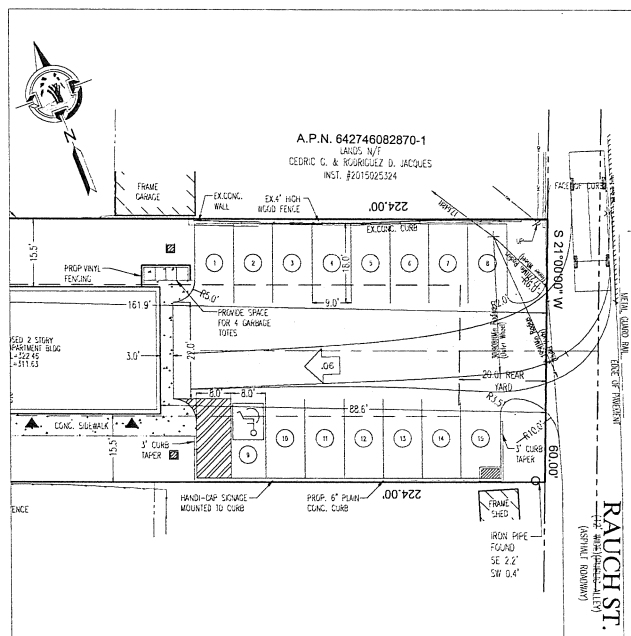 N
A.P.N. 642746082870-1
LANDS N/F
CEDRIC G. & RODRIGUEZ D. JACQUES
INST. #2015025324
FRAME
GARAGE
EX.CONC.
WALL
EX.4' HIGH
WOOD FENCE
224.00'
EX.CONC. CURB
UP
FACE OF CURB
S 21°00'00" W
METAL GUARD RAIL
EDGE OF PAVEMENT
15.5'
PROP.VINYL
FENCING
1
2
3
4
5
6
7
8
18.0'
9.0'
R5.0'
161.9'
PROVIDE SPACE
FOR 4 GARBAGE
TOTES
2 STORY
3.0'
22.0'
90'
20.0' REAR
YARD
8.0'
8.0'
88.6'
R10.0'
CONC. SIDEWALK
15.5'
3" CURB
TAPER
9
10
11
12
13
14
15
3" CURB
TAPER
60.00'
HANDI-CAP SIGNAGE
MOUNTED TO CURB
PROP. 6" PLAIN
CONC. CURB
224.00'
FRAME
SHED
IRON PIPE
FOUND
SE 2.2'
SW 0.4'
RAUCH ST.
(ASPHALT ROADWAY)